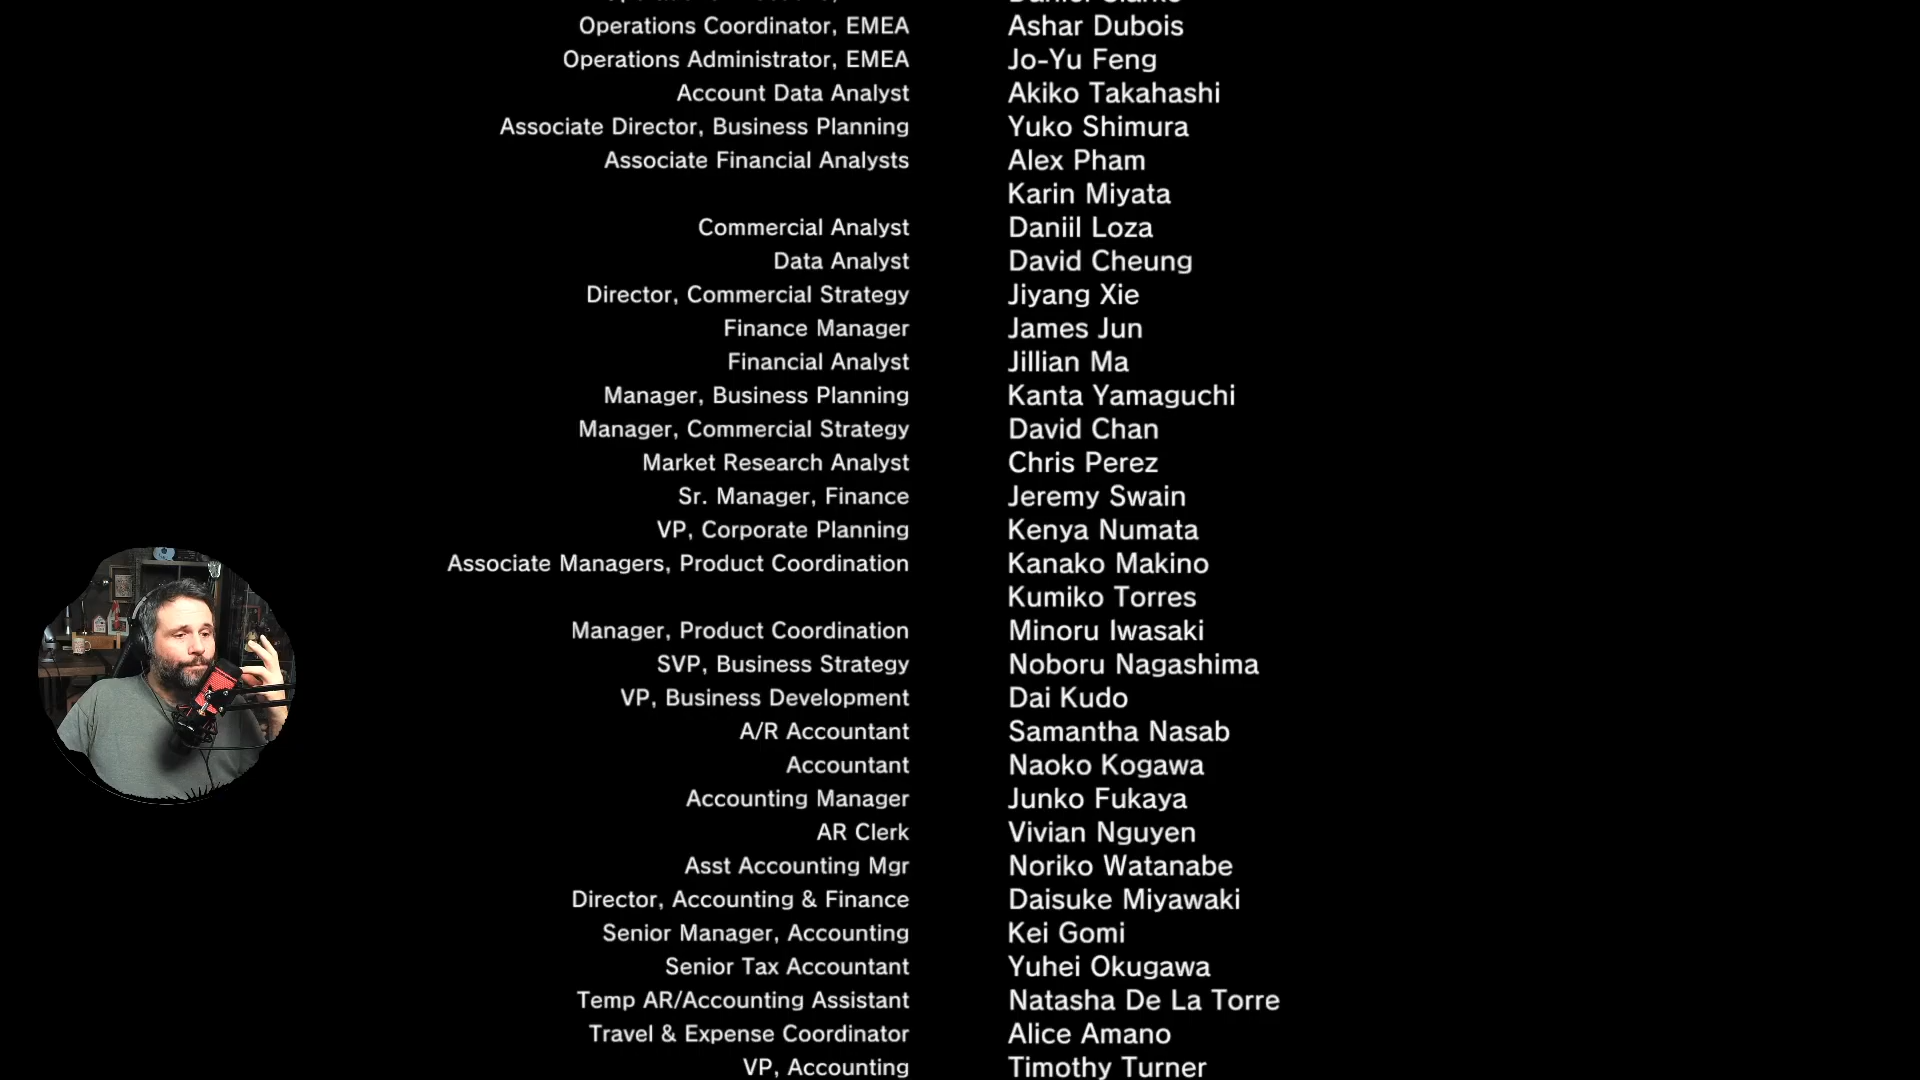 Operations Coordinator, EMEA Ashar Dubois
Operations Administrator, EMEA Jo-Yu Feng
Account Data Analyst Akiko Takahashi
Associate Director, Business Planning Yuko Shimura
Associate Financial Analysts Alex Pham
Karin Miyata
Commercial Analyst Daniil Loza
Data Analyst David Cheung
Director, Commercial Strategy Jiyang Xie
Finance Manager James Jun
Financial Analyst Jillian Ma
Manager, Business Planning Kanta Yamaguchi
Manager, Commercial Strategy David Chan
Market Research Analyst Chris Perez
Sr. Manager, Finance Jeremy Swain
VP, Corporate Planning Kenya Numata
Associate Managers, Product Coordination Kanako Makino
Kumiko Torres
Manager, Product Coordination Minoru Iwasaki
SVP, Business Strategy Noboru Nagashima
VP, Business Development Dai Kudo
A/R Accountant Samantha Nasab
Accountant Naoko Kogawa
Accounting Manager Junko Fukaya
AR Clerk Vivian Nguyen
Asst Accounting Mgr Noriko Watanabe
Director, Accounting & Finance Daisuke Miyawaki
Senior Manager, Accounting Kei Gomi
Senior Tax Accountant Yuhei Okugawa
Temp AR/Accounting Assistant Natasha De La Torre
Travel & Expense Coordinator Alice Amano
VP, Accounting Timothy Turner